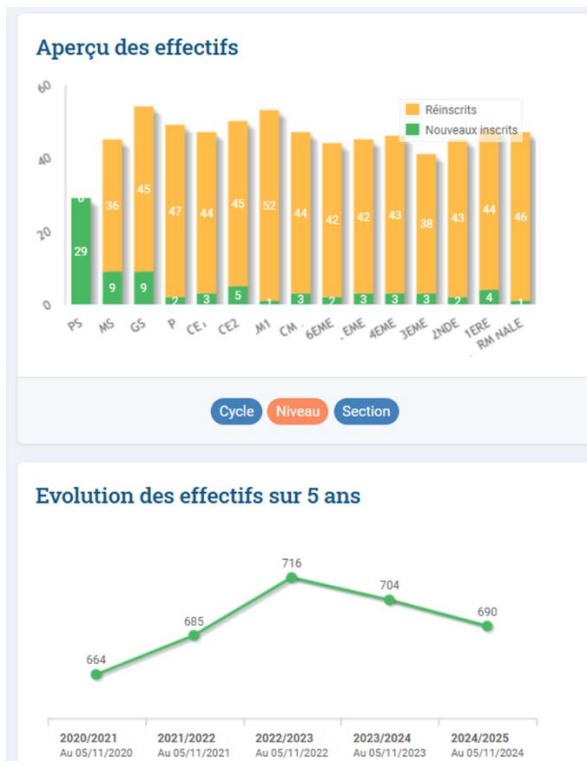 Aperçu des effectifs
60
40
20
0
Réinscrits
Nouveaux inscrits
36 45 47 44 45 52 44 42 42 43 38 43 44 46
29 9 9 2 3 5 1 3 2 3 3 3 2 4 1
PS MS GS CE2 6EME 4EME 3EME 2NDE 1ERE
Cycle Niveau Section
Evolution des effectifs sur 5 ans
664 685 716 704 690
2020/2021 2021/2022 2022/2023 2023/2024 2024/2025
Au 05/11/2020 Au 05/11/2021 Au 05/11/2022 Au 05/11/2023 Au 05/11/2024